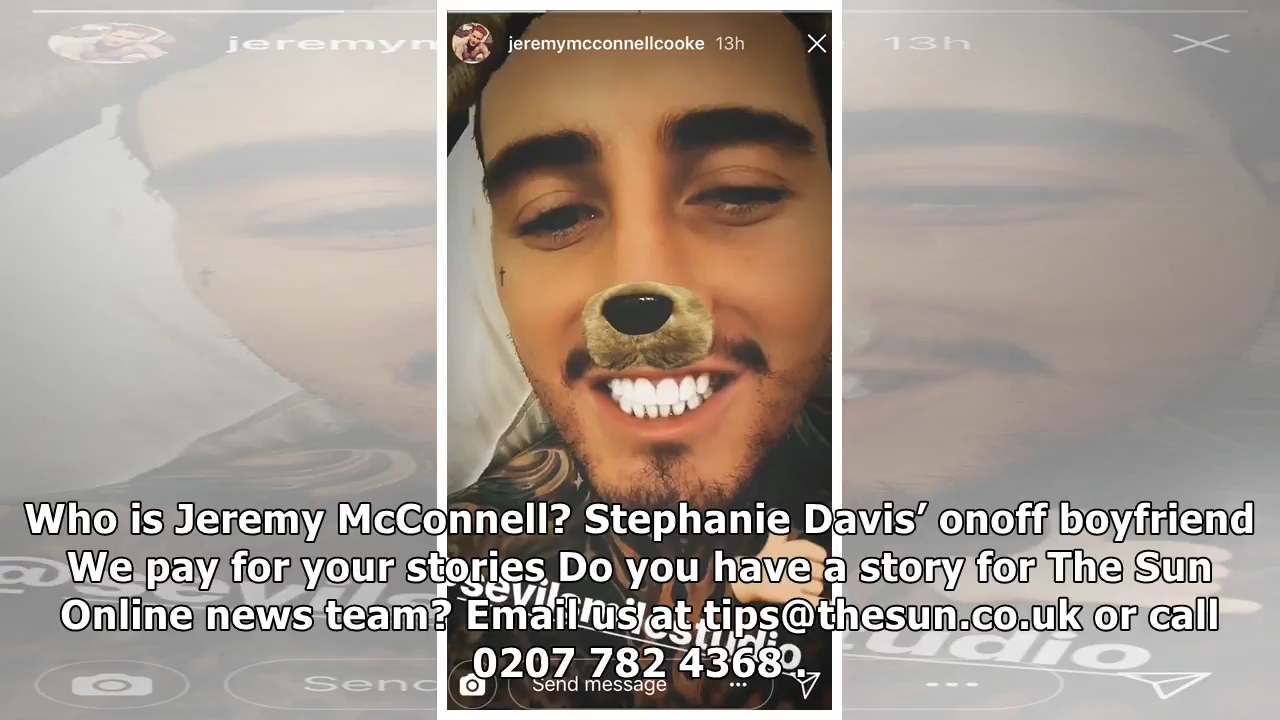 jeremymcconnellcooke 13h
Who is Jeremy McConnell? Stephanie Davis’ onoff boyfriend
We pay for your stories Do you have a story for The Sun
Online news team? Email us at tips@thesun.co.uk or call
0207 782 4368 .
Send message